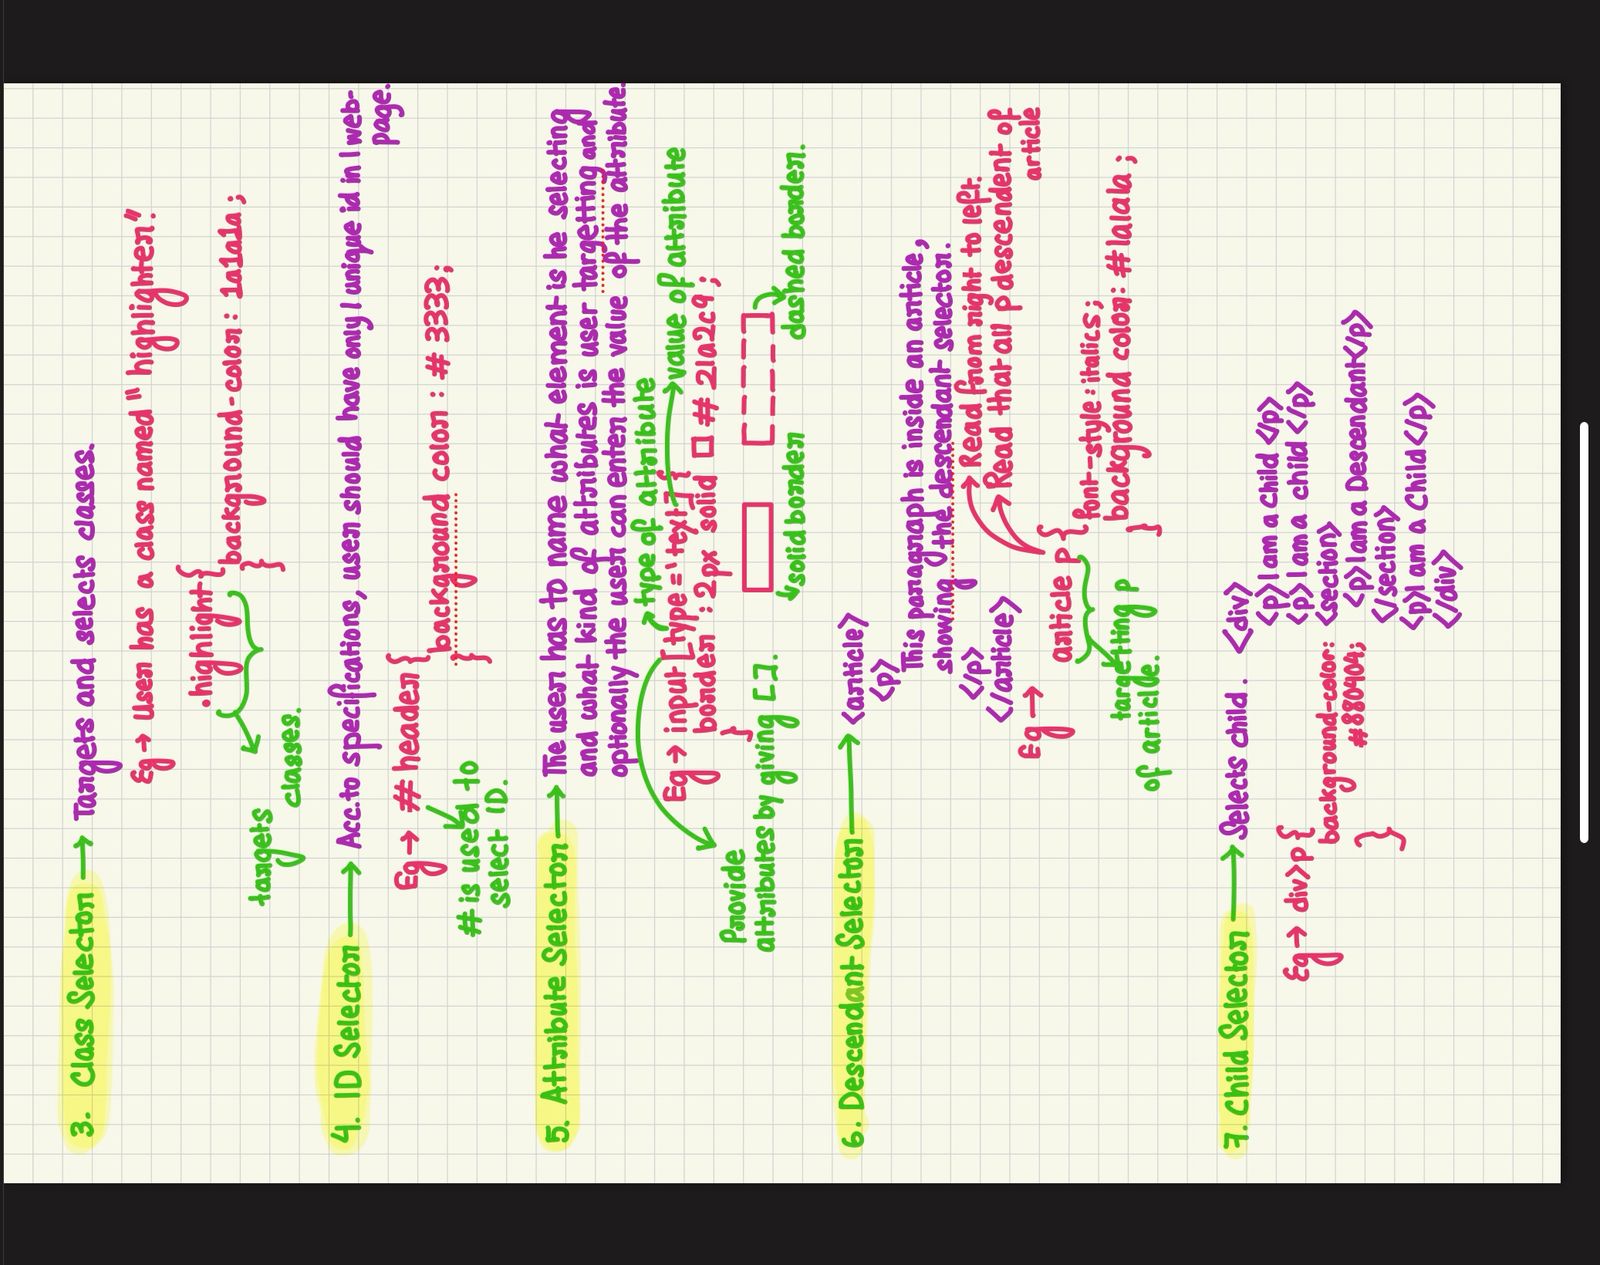 3. Class Selector → Targets and selects classes.
Eg → User has a class named "highlighter".
.highlight {
background-color : 1a1a1a ;
}
targets
classes.
4. ID Selector → Acc. to specifications, user should have only 1 unique id in 1 web-
page.
Eg → # header {
background color : # 3333 ;
}
# is used to
select ID.
5. Attribute Selector → The user has to name what element is he selecting
and what kind of attributes is user targetting and
optionally the user can enter the value of the attribute.
type of attribute
value of attribute
Eg → input [type = 'text'] {
border : 2px solid □ # 21a2c9 ;
}
Provide
attributes by giving [ ].
solid border
dashed border.
6. Descendant Selector → <article>
<p>
This paragraph is inside an article,
showing the descendant selector.
</p>
</article>
Read from right to left.
Read that all p descendent of
article
Eg →
article p {
font-style : italics ;
background color : # 1a1a1a ;
}
targeting p
of article.
7. Child Selector → Selects child .
<div>
<p> I am a Child </p>
<p> I am a child </p>
<section>
<p> I am a Descendant </p>
</section>
<p> I am a Child </p>
</div>
Eg → div>p {
background-color:
#880404;
}